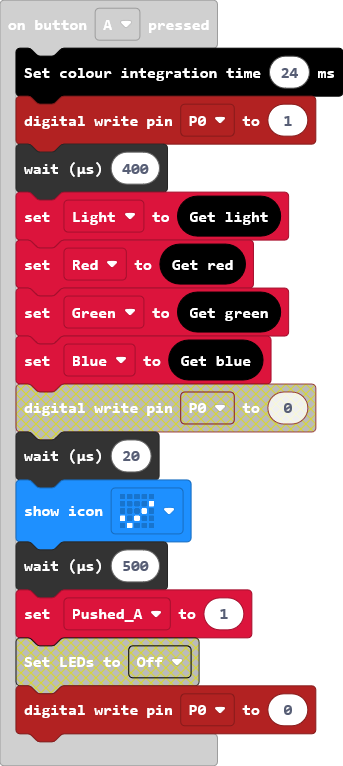 on button A pressed
Set colour integration time 24 ms
digital write pin P0 to 1
wait (µs) 400
set Light to Get light
set Red to Get red
set Green to Get green
set Blue to Get blue
digital write pin P0 to 0
wait (µs) 20
show icon
wait (µs) 500
set Pushed_A to 1
Set LEDs to Off
digital write pin P0 to 0